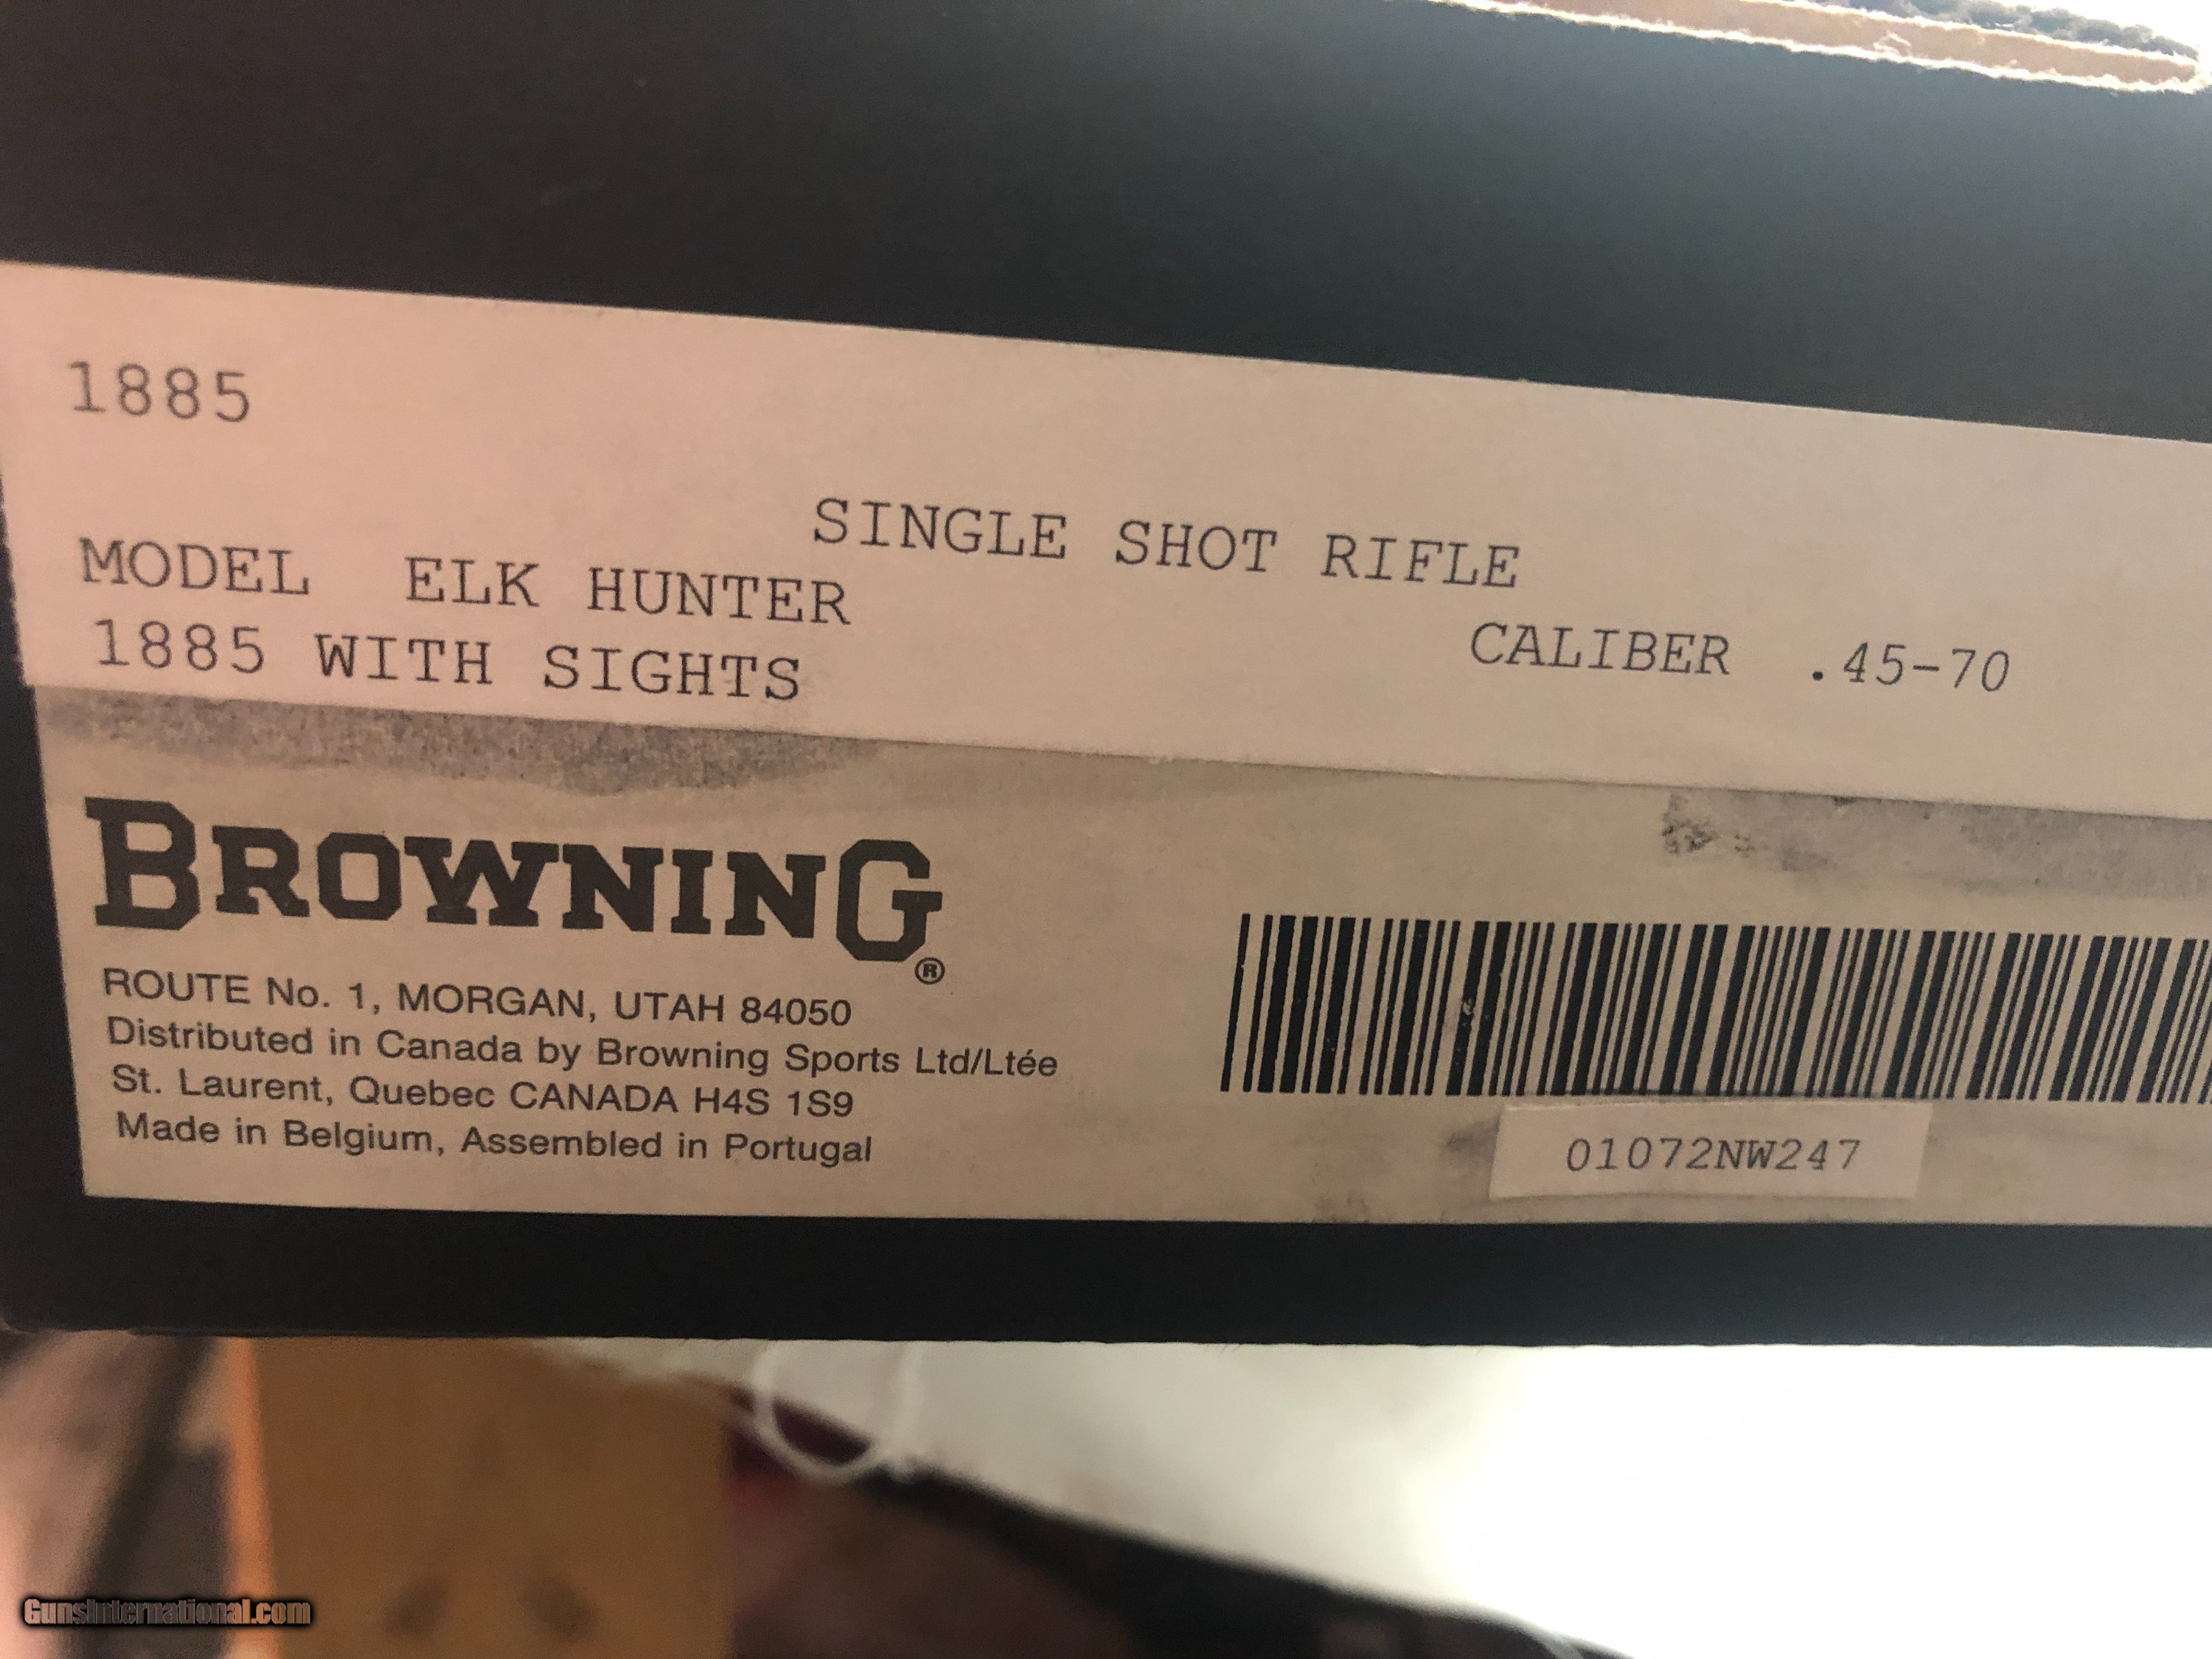 1885
SINGLE SHOT RIFLE
MODEL ELK HUNTER
CALIBER .45-70
1885 WITH SIGHTS
BROWNING®
ROUTE No. 1, MORGAN, UTAH 84050
Distributed in Canada by Browning Sports Ltd/Ltée
St. Laurent, Quebec CANADA H4S 1S9
Made in Belgium, Assembled in Portugal
01072NW247
GunsInternational.com